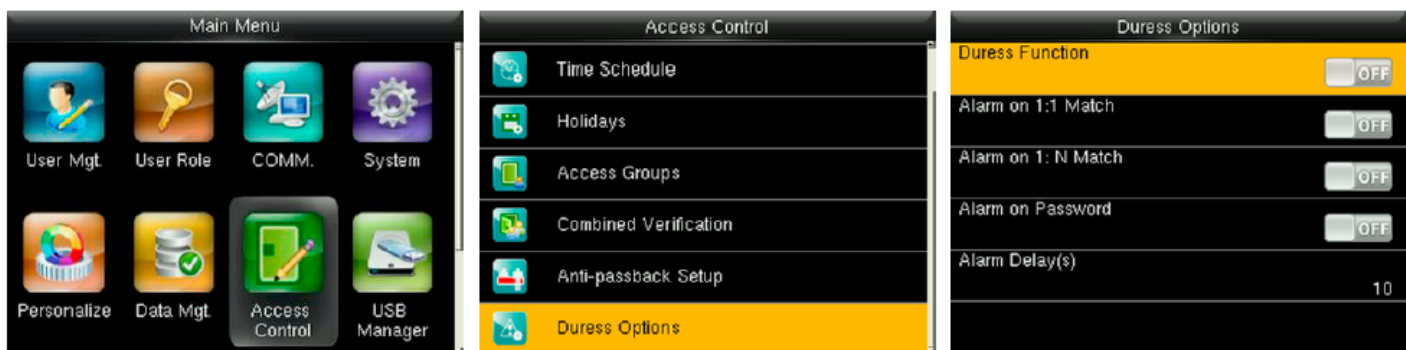 Main Menu
User Mgt.
User Role
COMM.
System
Personalize
Data Mgt.
Access
Control
USB
Manager
Access Control
Time Schedule
Holidays
Access Groups
Combined Verification
Anti-passback Setup
Duress Options
Duress Options
Duress Function
OFF
Alarm on 1:1 Match
OFF
Alarm on 1: N Match
OFF
Alarm on Password
OFF
Alarm Delay(s)
10